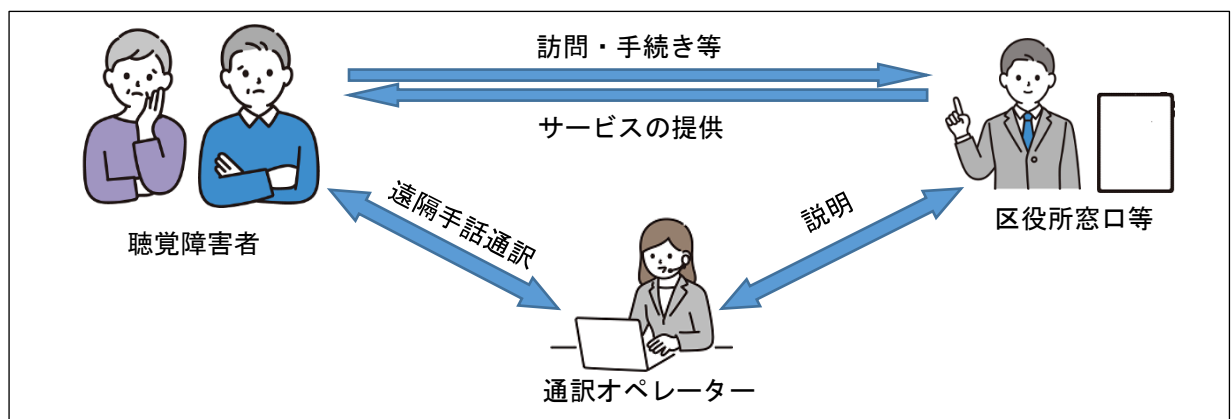 訪問・手続き等
サービスの提供
遠隔手話通訳
説明
聴覚障害者
区役所窓口等
通訳オペレーター